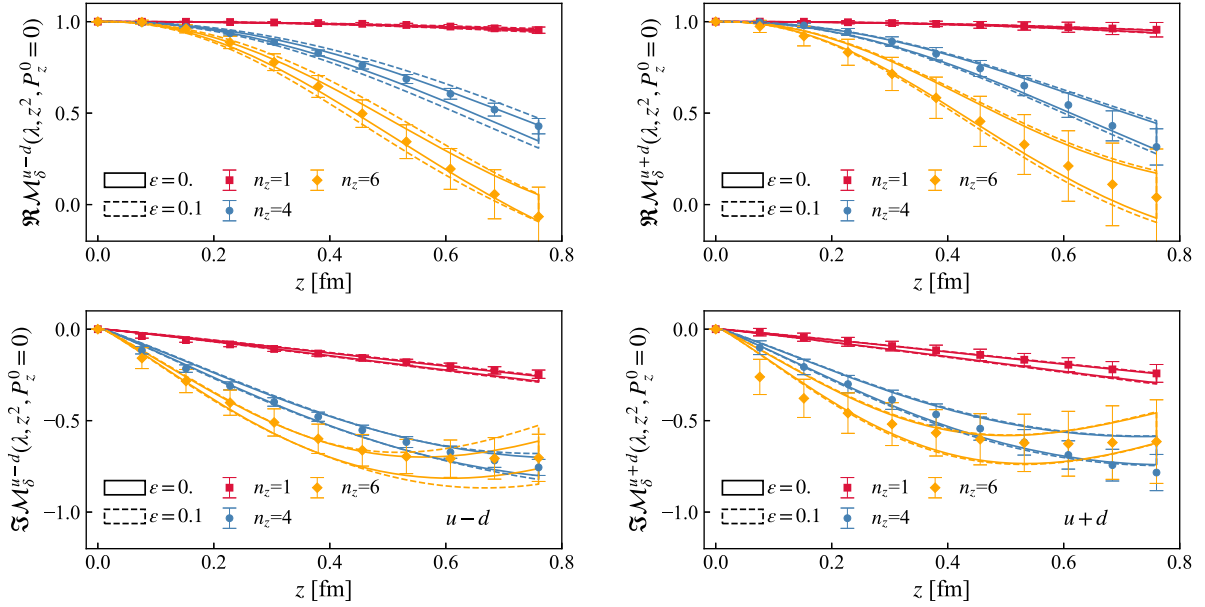 ℜℳ_δ^{u−d}(λ, z², P_z^0=0)
1.0
0.5
0.0
ε=0.
ε=0.1
n_z=1
n_z=4
n_z=6
0.0 0.2 0.4 0.6 0.8
z [fm]
ℜℳ_δ^{u+d}(λ, z², P_z^0=0)
1.0
0.5
0.0
ε=0.
ε=0.1
n_z=1
n_z=4
n_z=6
0.0 0.2 0.4 0.6 0.8
z [fm]
ℑℳ_δ^{u−d}(λ, z², P_z^0=0)
0.0
−0.5
−1.0
ε=0.
ε=0.1
n_z=1
n_z=4
n_z=6
u−d
0.0 0.2 0.4 0.6 0.8
z [fm]
ℑℳ_δ^{u+d}(λ, z², P_z^0=0)
0.0
−0.5
−1.0
ε=0.
ε=0.1
n_z=1
n_z=4
n_z=6
u+d
0.0 0.2 0.4 0.6 0.8
z [fm]